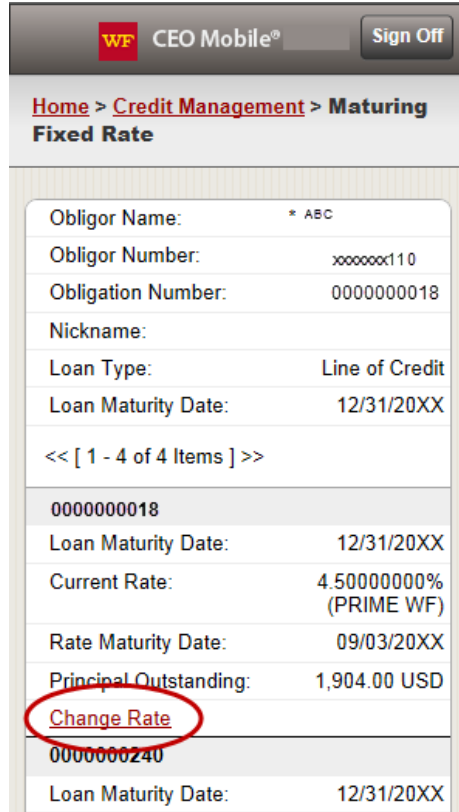 WF CEO Mobile® Sign Off
Home > Credit Management > Maturing
Fixed Rate
Obligor Name: * ABC
Obligor Number: xxxxxxx110
Obligation Number: 0000000018
Nickname:
Loan Type: Line of Credit
Loan Maturity Date: 12/31/20XX
<< [ 1 - 4 of 4 Items ] >>
0000000018
Loan Maturity Date: 12/31/20XX
Current Rate: 4.50000000%
(PRIME WF)
Rate Maturity Date: 09/03/20XX
Principal Outstanding: 1,904.00 USD
Change Rate
0000000240
Loan Maturity Date: 12/31/20XX